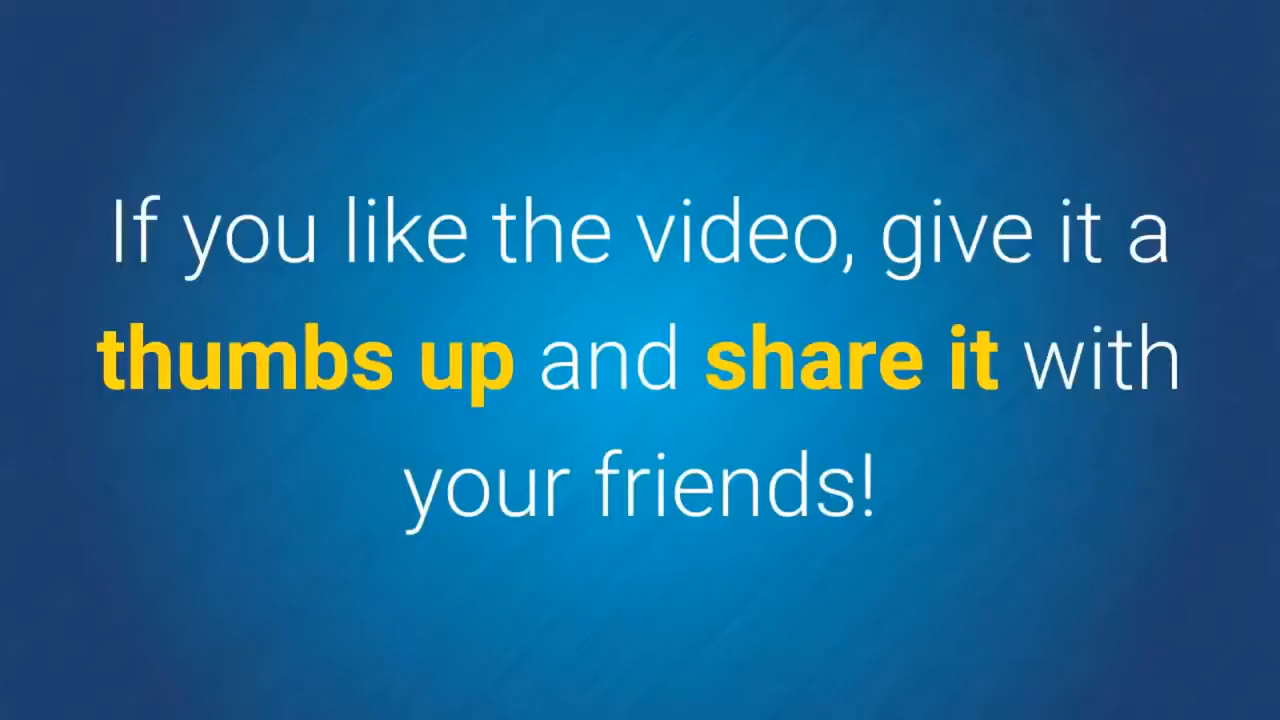 If you like the video, give it a
thumbs up and share it with
your friends!